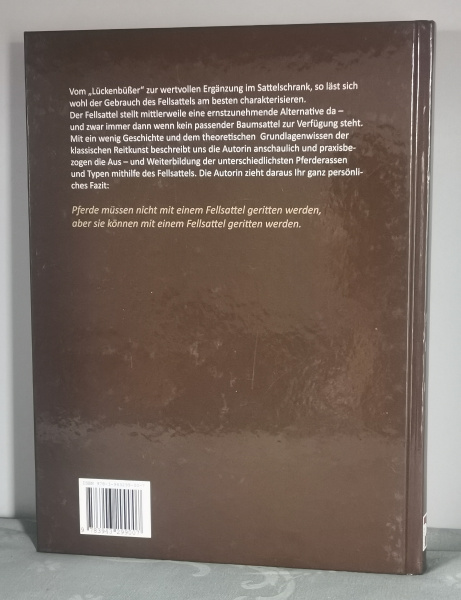 Vom „Lückenbüßer" zur wertvollen Ergänzung im Sattelschrank, so läst sich
wohl der Gebrauch des Fellsattels am besten charakterisieren.
Der Fellsattel stellt mittlerweile eine ernstzunehmende Alternative da –
und zwar immer dann wenn kein passender Baumsattel zur Verfügung steht.
Mit ein wenig Geschichte und dem theoretischen Grundlagenwissen der
klassischen Reitkunst beschreibt uns die Autorin anschaulich und praxisbe-
zogen die Aus – und Weiterbildung der unterschiedlichsten Pferderassen
und Typen mithilfe des Fellsattels. Die Autorin zieht daraus Ihr ganz persönli-
ches Fazit:
Pferde müssen nicht mit einem Fellsattel geritten werden,
aber sie können mit einem Fellsattel geritten werden.